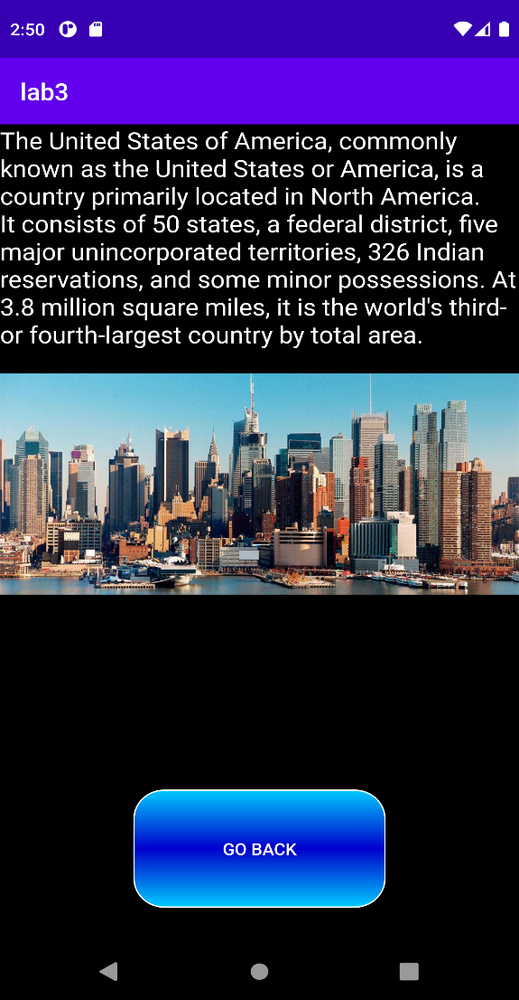 2:50
lab3
The United States of America, commonly
known as the United States or America, is a
country primarily located in North America.
It consists of 50 states, a federal district, five
major unincorporated territories, 326 Indian
reservations, and some minor possessions. At
3.8 million square miles, it is the world's third-
or fourth-largest country by total area.
GO BACK